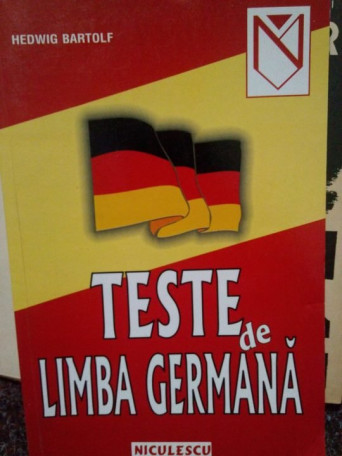 HEDWIG BARTOLF
TESTE
de
LIMBA GERMANĂ
NICULESCU